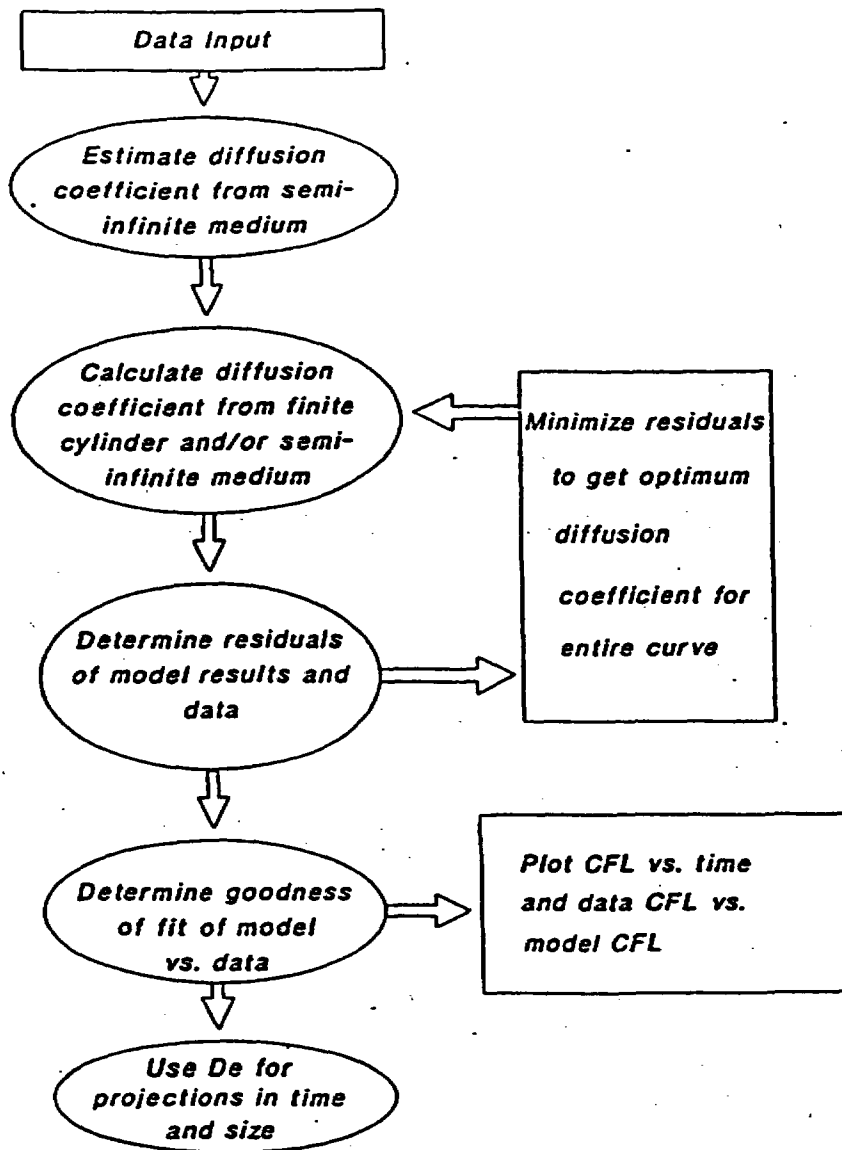 Data Input
Estimate diffusion
coefficient from semi-
infinite medium
Calculate diffusion
coefficient from finite
cylinder and/or semi-
infinite medium
Minimize residuals
to get optimum
diffusion
coefficient for
entire curve
Determine residuals
of model results and
data
Determine goodness
of fit of model
vs. data
Plot CFL vs. time
and data CFL vs.
model CFL
Use De for
projections in time
and size